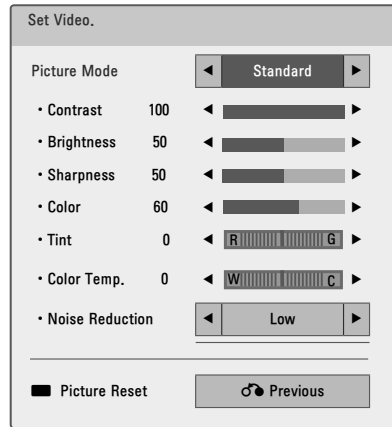 Set Video.
Picture Mode Standard
• Contrast 100
• Brightness 50
• Sharpness 50
• Color 60
• Tint 0 R G
• Color Temp. 0 W C
• Noise Reduction Low
Picture Reset Previous